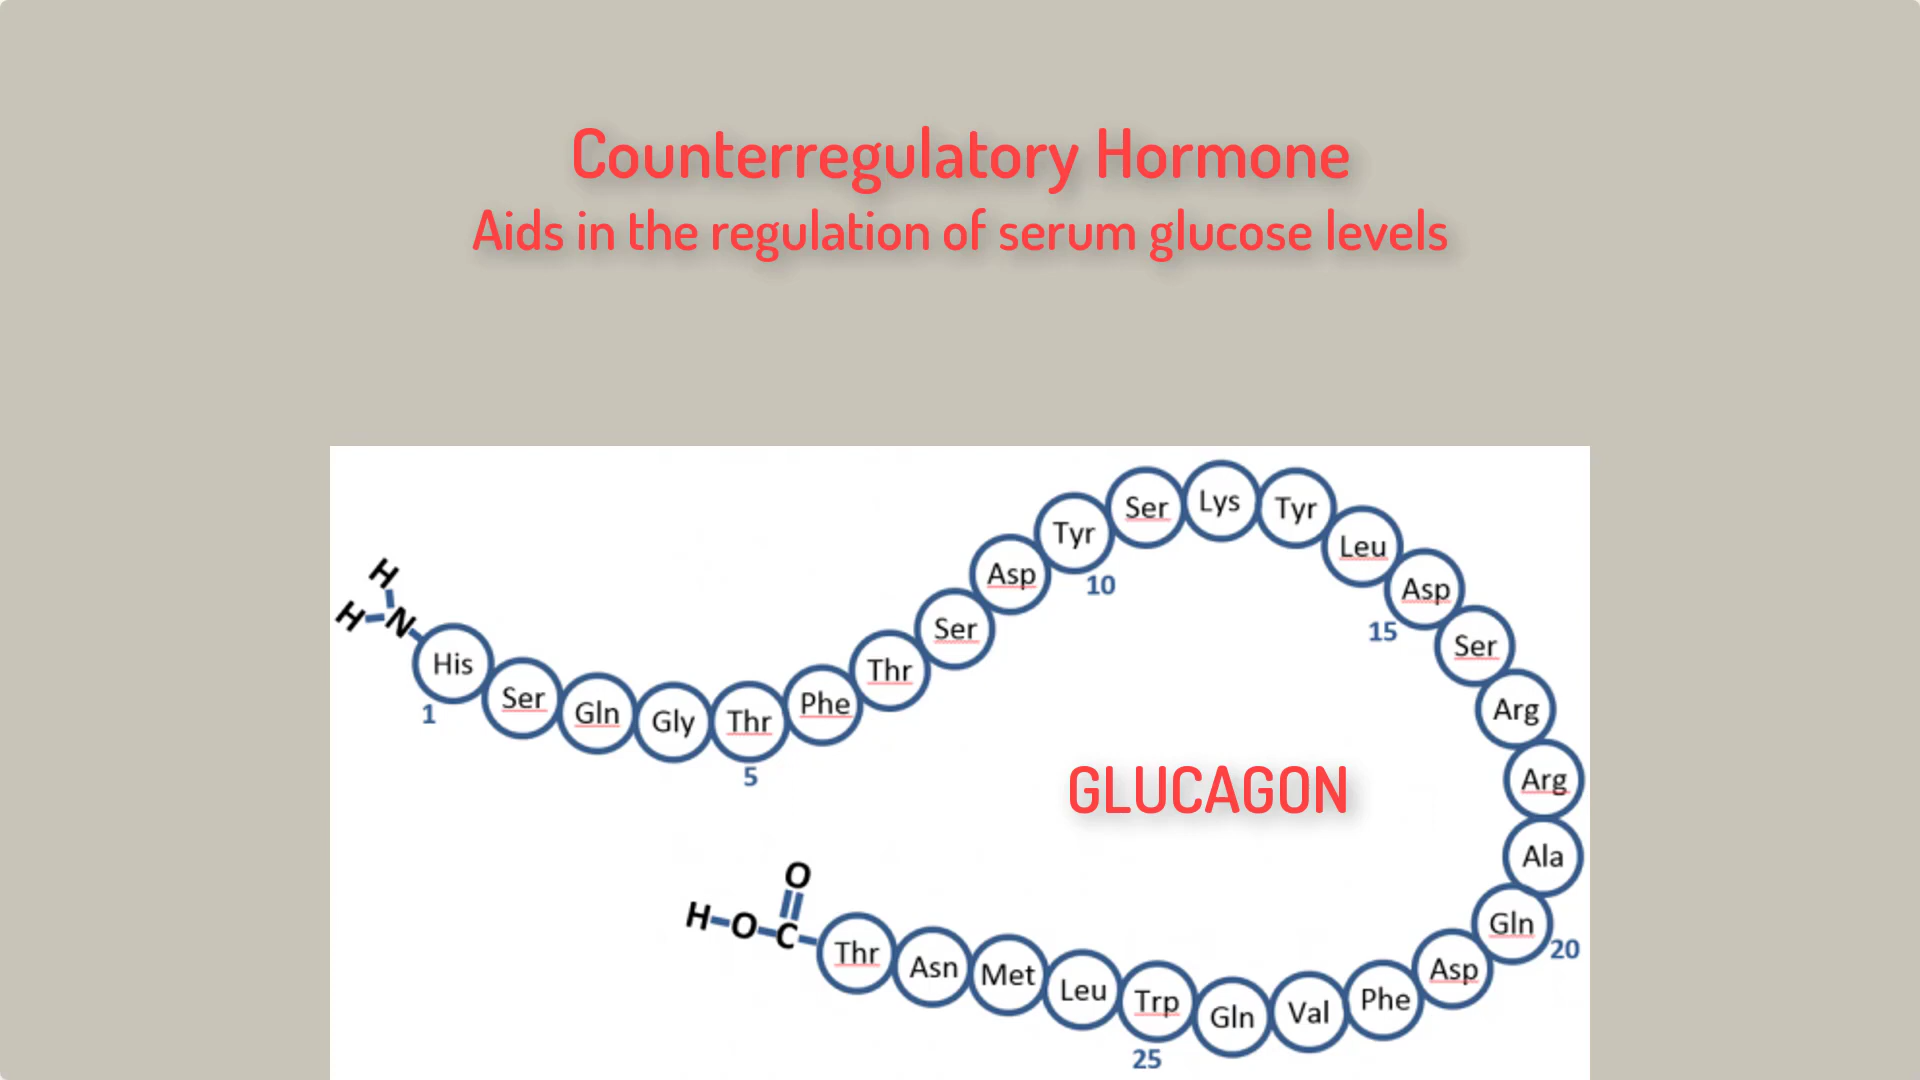 Counterregulatory Hormone
Aids in the regulation of serum glucose levels
H
H N
His Ser Gln Gly Thr Phe Thr Ser Asp Tyr Ser Lys Tyr Leu Asp Ser Arg Arg Ala Gln Asp Phe Val Gln Trp Leu Met Asn Thr
1 5 10 15 20 25
GLUCAGON
O
H O C